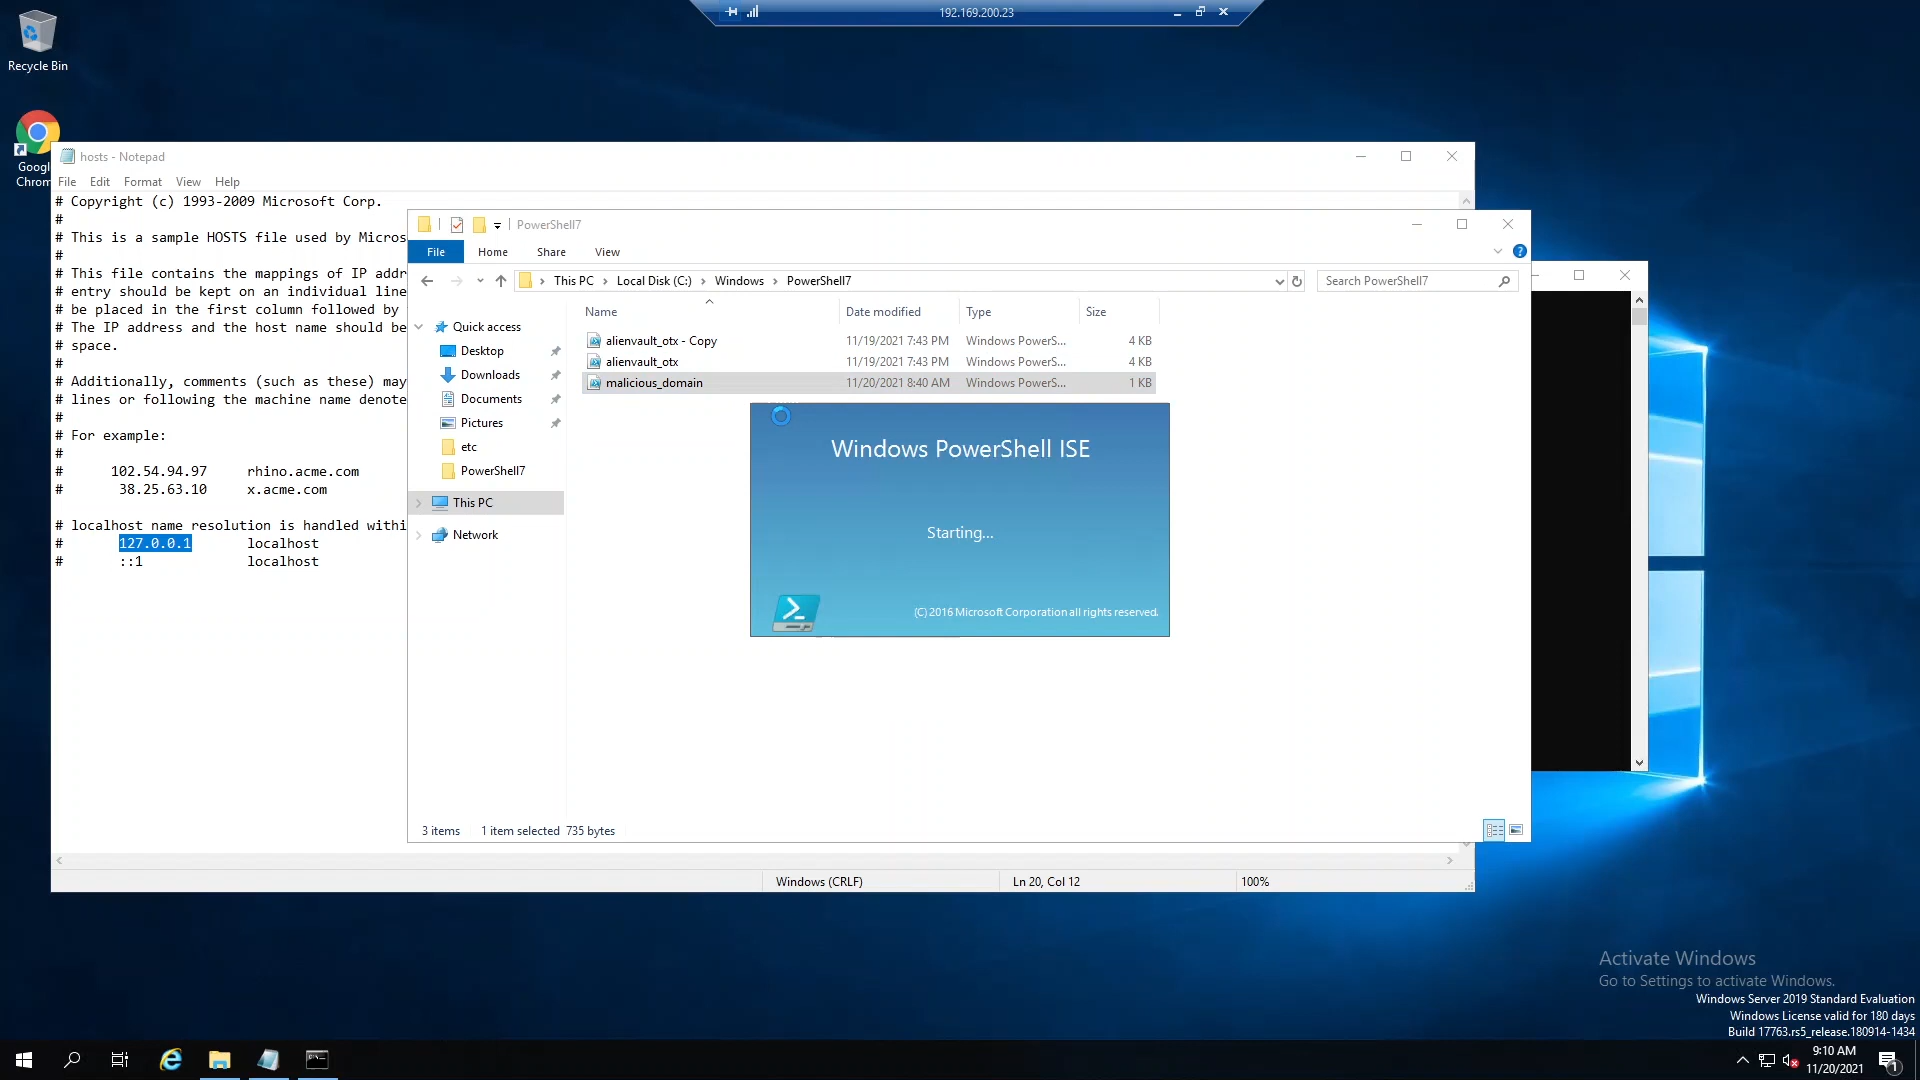 192.169.200.23
Recycle Bin
Googl
Chrom
hosts - Notepad
File Edit Format View Help
# Copyright (c) 1993-2009 Microsoft Corp.
#
# This is a sample HOSTS file used by Micros
#
# This file contains the mappings of IP addr
# entry should be kept on an individual line
# be placed in the first column followed by
# The IP address and the host name should be
# space.
#
# Additionally, comments (such as these) may
# lines or following the machine name denote
#
# For example:
#
# 102.54.94.97 rhino.acme.com
# 38.25.63.10 x.acme.com
# localhost name resolution is handled withi
# 127.0.0.1 localhost
# ::1 localhost
Windows (CRLF) Ln 20, Col 12 100%
PowerShell7
File Home Share View
This PC › Local Disk (C:) › Windows › PowerShell7
Search PowerShell7
Quick access
Desktop
Downloads
Documents
Pictures
etc
PowerShell7
This PC
Network
Name Date modified Type Size
alienvault_otx - Copy 11/19/2021 7:43 PM Windows PowerS... 4 KB
alienvault_otx 11/19/2021 7:43 PM Windows PowerS... 4 KB
malicious_domain 11/20/2021 8:40 AM Windows PowerS... 1 KB
Windows PowerShell ISE
Starting...
(C) 2016 Microsoft Corporation all rights reserved.
3 items 1 item selected 735 bytes
Activate Windows
Go to Settings to activate Windows.
Windows Server 2019 Standard Evaluation
Windows License valid for 180 days
Build 17763.rs5_release.180914-1434
9:10 AM
11/20/2021
1